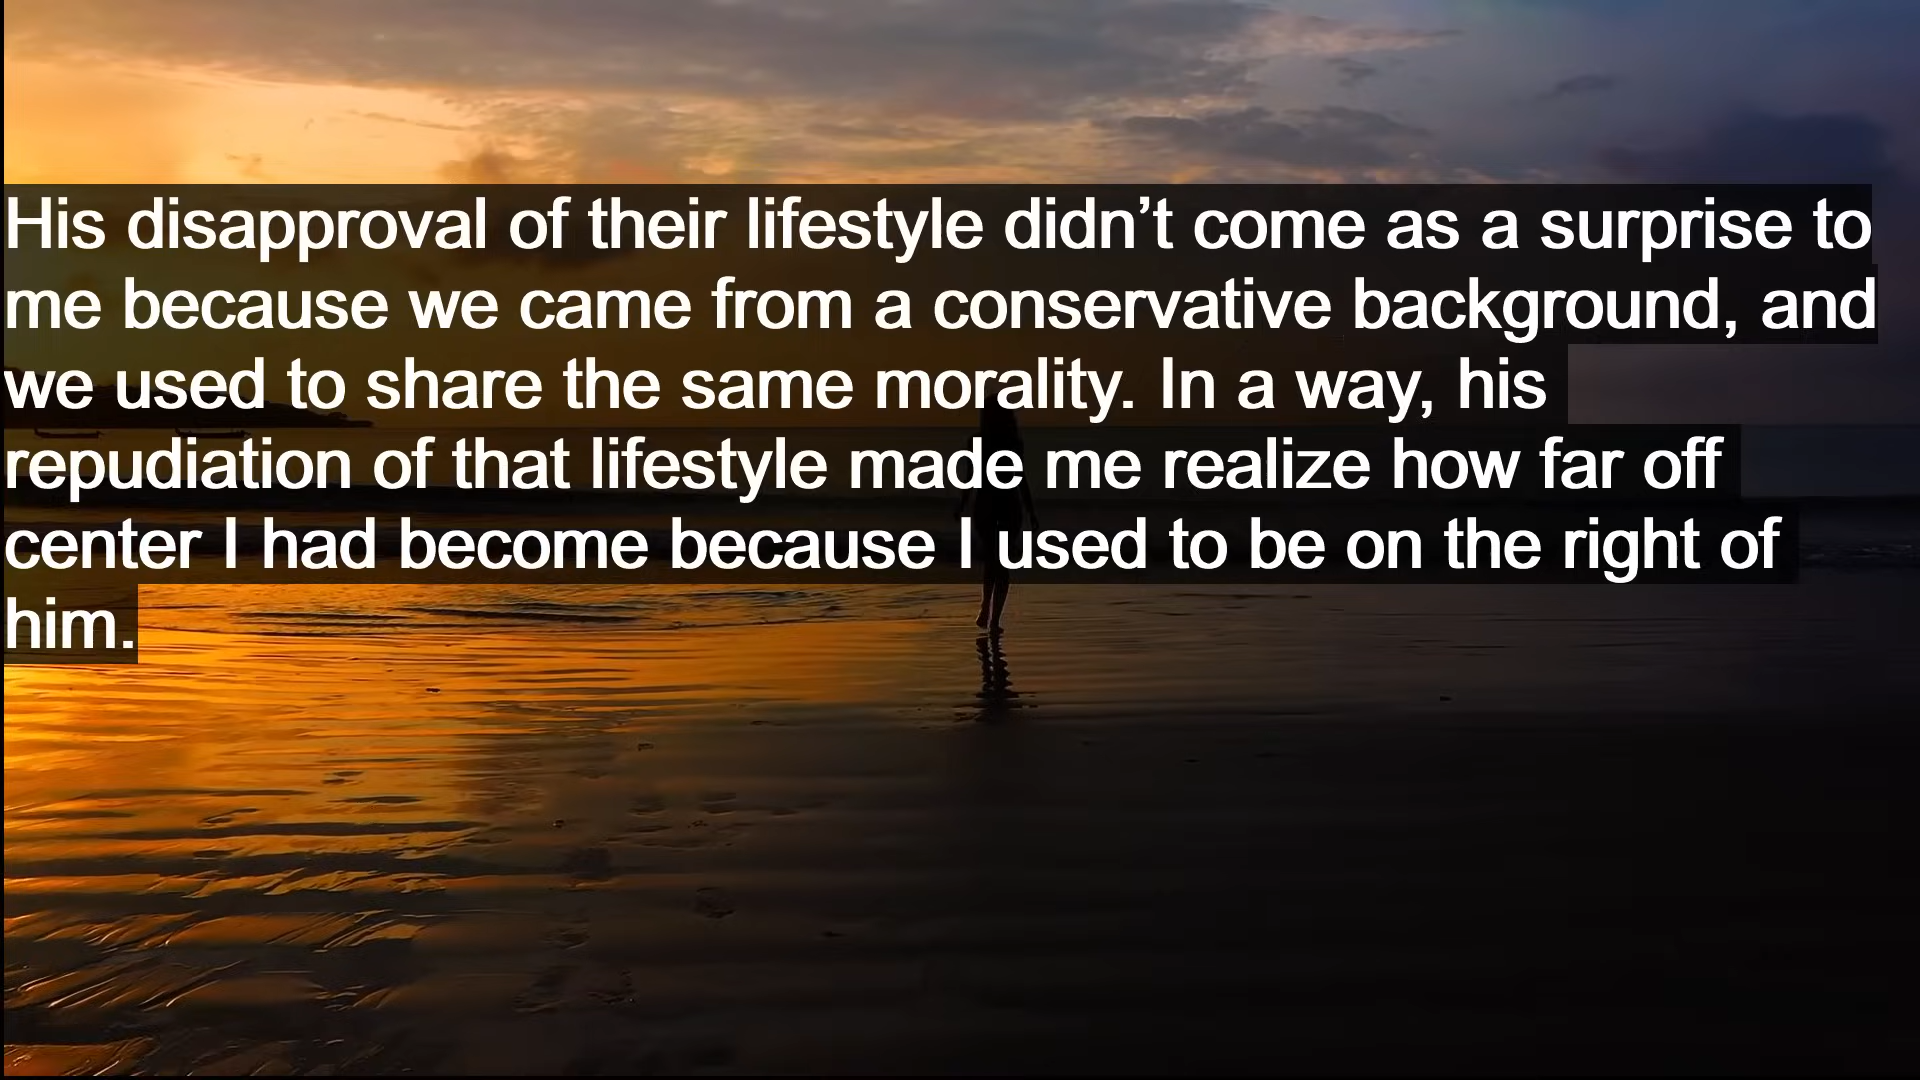 His disapproval of their lifestyle didn’t come as a surprise to
me because we came from a conservative background, and
we used to share the same morality. In a way, his
repudiation of that lifestyle made me realize how far off
center I had become because I used to be on the right of
him.